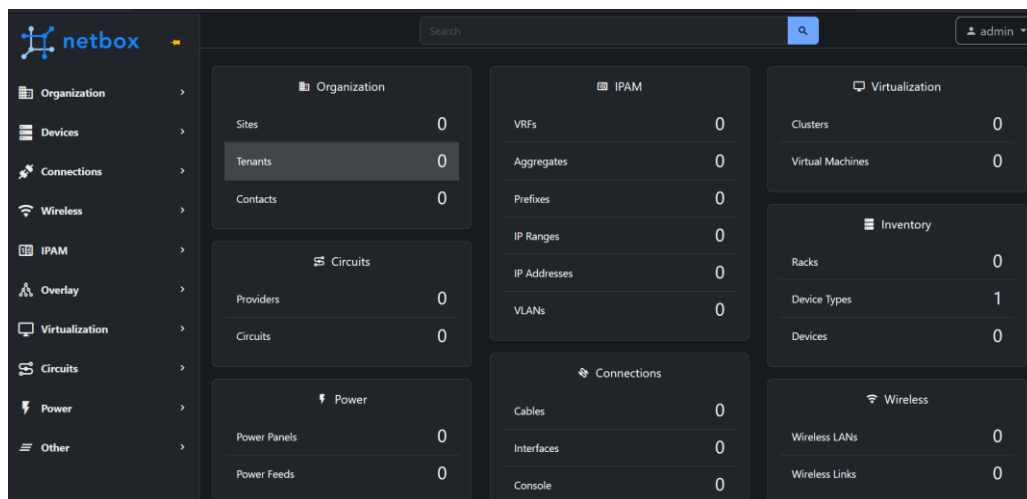 netbox
Search
admin
Organization
Devices
Connections
Wireless
IPAM
Overlay
Virtualization
Circuits
Power
Other
Organization
Sites 0
Tenants 0
Contacts 0
Circuits
Providers 0
Circuits 0
Power
Power Panels 0
Power Feeds 0
IPAM
VRFs 0
Aggregates 0
Prefixes 0
IP Ranges 0
IP Addresses 0
VLANs 0
Connections
Cables 0
Interfaces 0
Console 0
Virtualization
Clusters 0
Virtual Machines 0
Inventory
Racks 0
Device Types 1
Devices 0
Wireless
Wireless LANs 0
Wireless Links 0